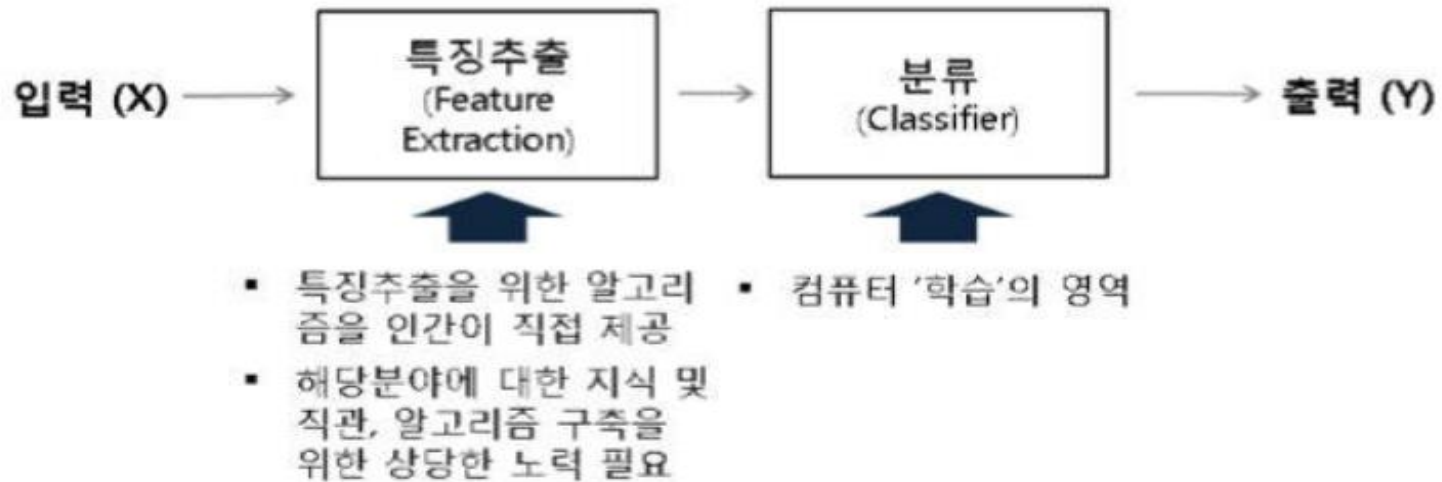 입력 (X)
특징추출
(Feature
Extraction)
분류
(Classifier)
출력 (Y)
▪ 특징추출을 위한 알고리
즘을 인간이 직접 제공
▪ 해당분야에 대한 지식 및
직관, 알고리즘 구축을
위한 상당한 노력 필요
▪ 컴퓨터 '학습'의 영역